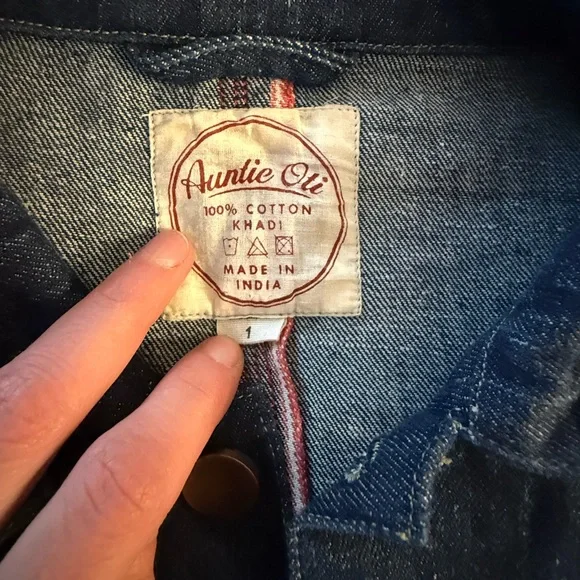 Auntie Oti
100% COTTON
KHADI
MADE IN
INDIA
1